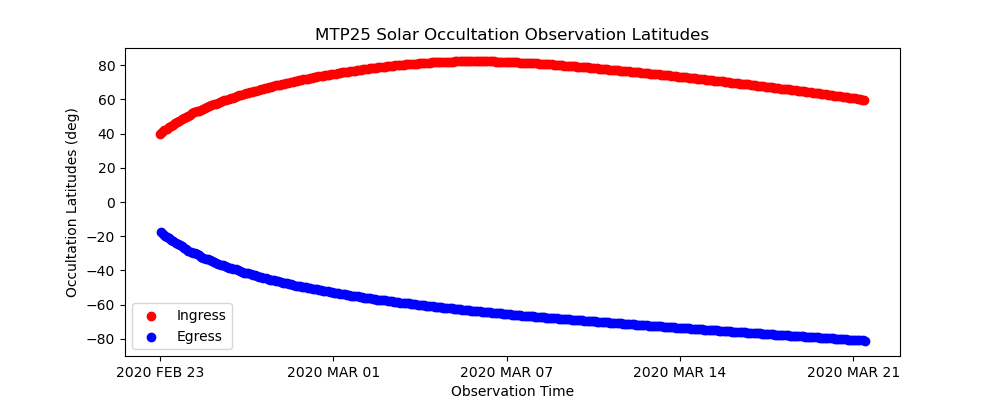 MTP25 Solar Occultation Observation Latitudes
Occultation Latitudes (deg)
80
60
40
20
0
−20
−40
−60
−80
Ingress
Egress
2020 FEB 23 2020 MAR 01 2020 MAR 07 2020 MAR 14 2020 MAR 21
Observation Time